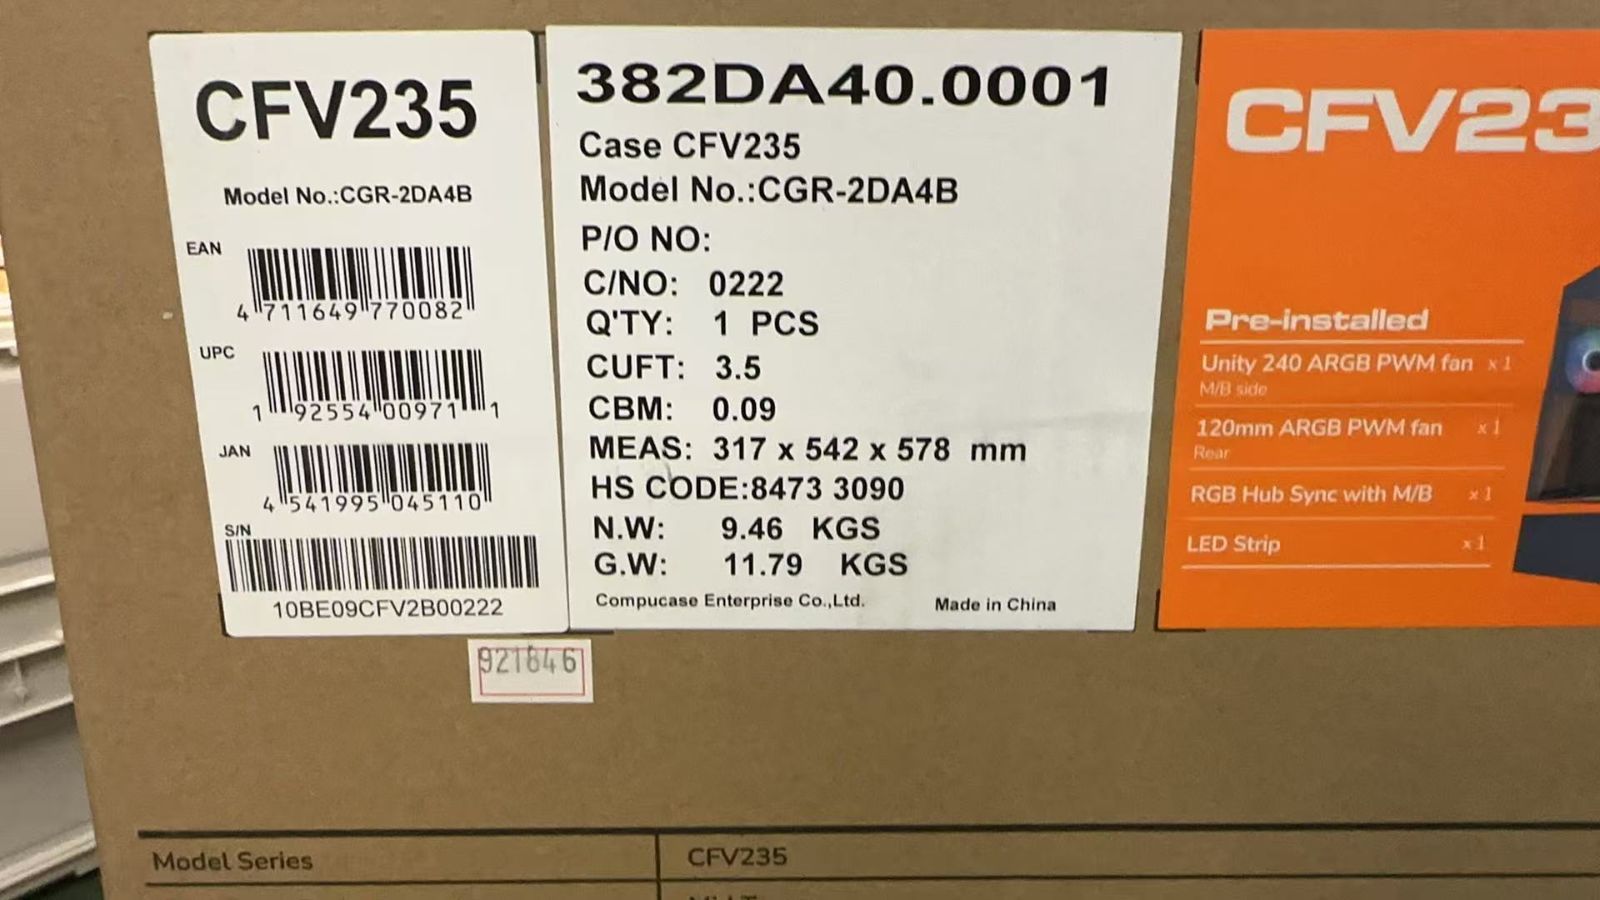 CFV235
Model No.:CGR-2DA4B
EAN
4 711649 770082
UPC
1 92554 00971 1
JAN
4 541995 045110
S/N
10BE09CFV2B00222
382DA40.0001
Case CFV235
Model No.:CGR-2DA4B
P/O NO:
C/NO: 0222
Q'TY: 1 PCS
CUFT: 3.5
CBM: 0.09
MEAS: 317 x 542 x 578 mm
HS CODE:8473 3090
N.W: 9.46 KGS
G.W: 11.79 KGS
Compucase Enterprise Co.,Ltd. Made in China
CFV23
Pre-installed
Unity 240 ARGB PWM fan x1
M/B side
120mm ARGB PWM fan x1
Rear
RGB Hub Sync with M/B x1
LED Strip x1
921846
Model Series CFV235